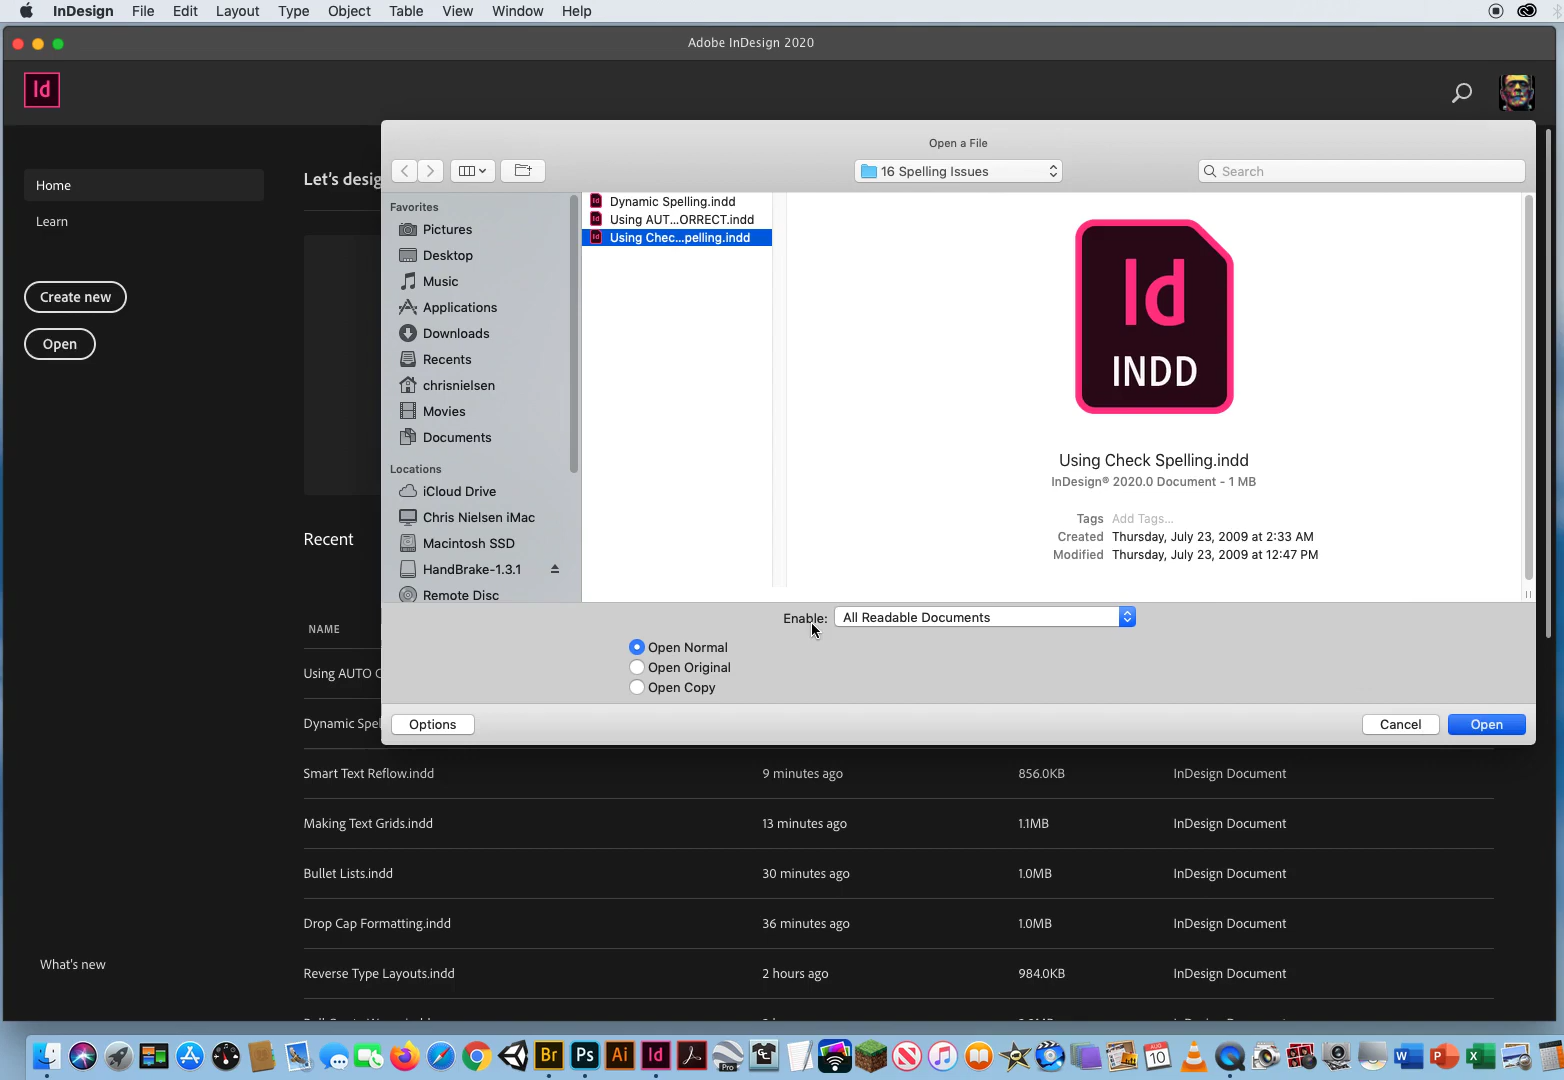 InDesign File Edit Layout Type Object Table View Window Help
Adobe InDesign 2020
Id
Home
Learn
Create new
Open
What's new
Let's desig
Recent
NAME
Using AUTO C
Dynamic Spel
Smart Text Reflow.indd 9 minutes ago 856.0KB InDesign Document
Making Text Grids.indd 13 minutes ago 1.1MB InDesign Document
Bullet Lists.indd 30 minutes ago 1.0MB InDesign Document
Drop Cap Formatting.indd 36 minutes ago 1.0MB InDesign Document
Reverse Type Layouts.indd 2 hours ago 984.0KB InDesign Document
Open a File
16 Spelling Issues
Search
Favorites
Pictures
Desktop
Music
Applications
Downloads
Recents
chrisnielsen
Movies
Documents
Locations
iCloud Drive
Chris Nielsen iMac
Macintosh SSD
HandBrake-1.3.1
Remote Disc
Dynamic Spelling.indd
Using AUT...ORRECT.indd
Using Chec...pelling.indd
Id
INDD
Using Check Spelling.indd
InDesign® 2020.0 Document - 1 MB
Tags Add Tags...
Created Thursday, July 23, 2009 at 2:33 AM
Modified Thursday, July 23, 2009 at 12:47 PM
Enable: All Readable Documents
Open Normal
Open Original
Open Copy
Options Cancel Open
Br Ps Ai Id Pro AUG 10 W P X